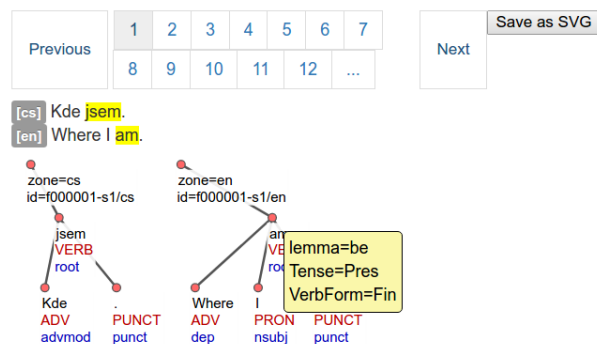 Previous
1 2 3 4 5 6 7
8 9 10 11 12 ...
Next
Save as SVG
[cs] Kde jsem.
[en] Where I am.
zone=cs
id=f000001-s1/cs
zone=en
id=f000001-s1/en
jsem
VERB
root
am
lemma=be
Tense=Pres
VerbForm=Fin
Kde . Where I
ADV PUNCT ADV PRON PUNCT
advmod punct dep nsubj punct